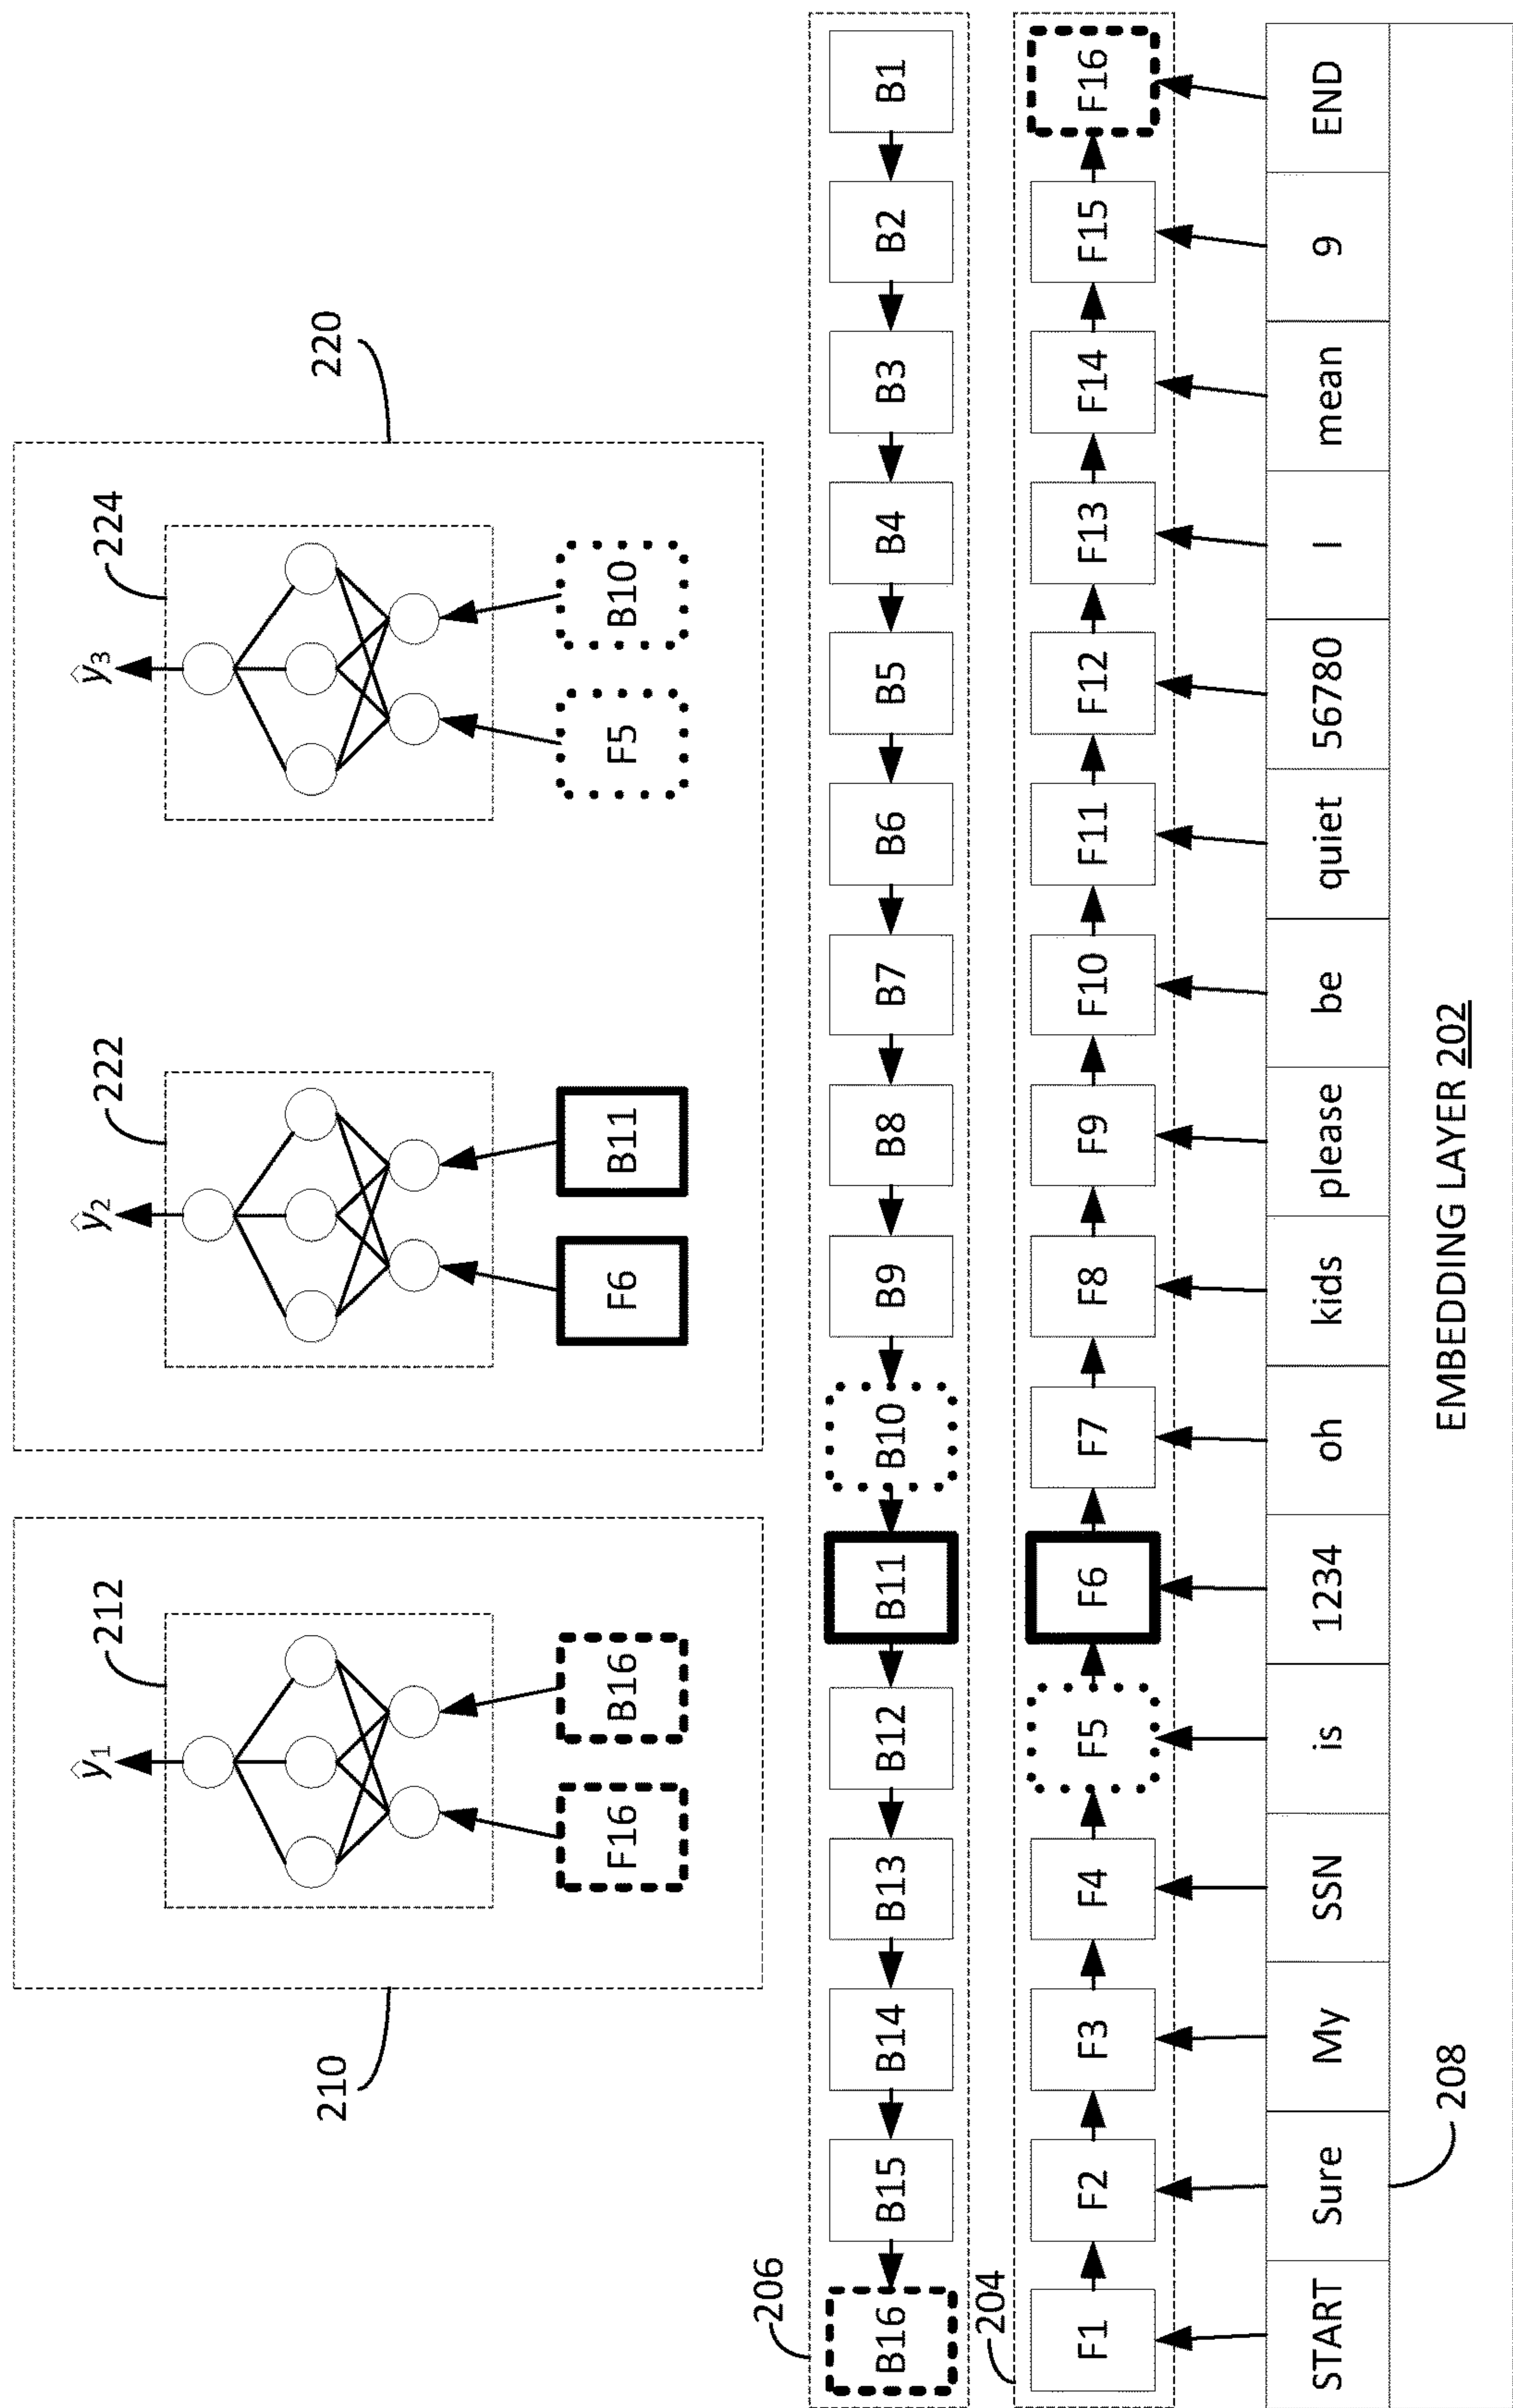 210
220
212
222
224
ŷ1
ŷ2
ŷ3
F16 B16
F6 B11
F5 B10
206
B16 B15 B14 B13 B12 B11 B10 B9 B8 B7 B6 B5 B4 B3 B2 B1
204
F1 F2 F3 F4 F5 F6 F7 F8 F9 F10 F11 F12 F13 F14 F15 F16
START Sure My SSN is 1234 oh kids please be quiet 56780 I mean 9 END
208
EMBEDDING LAYER 202